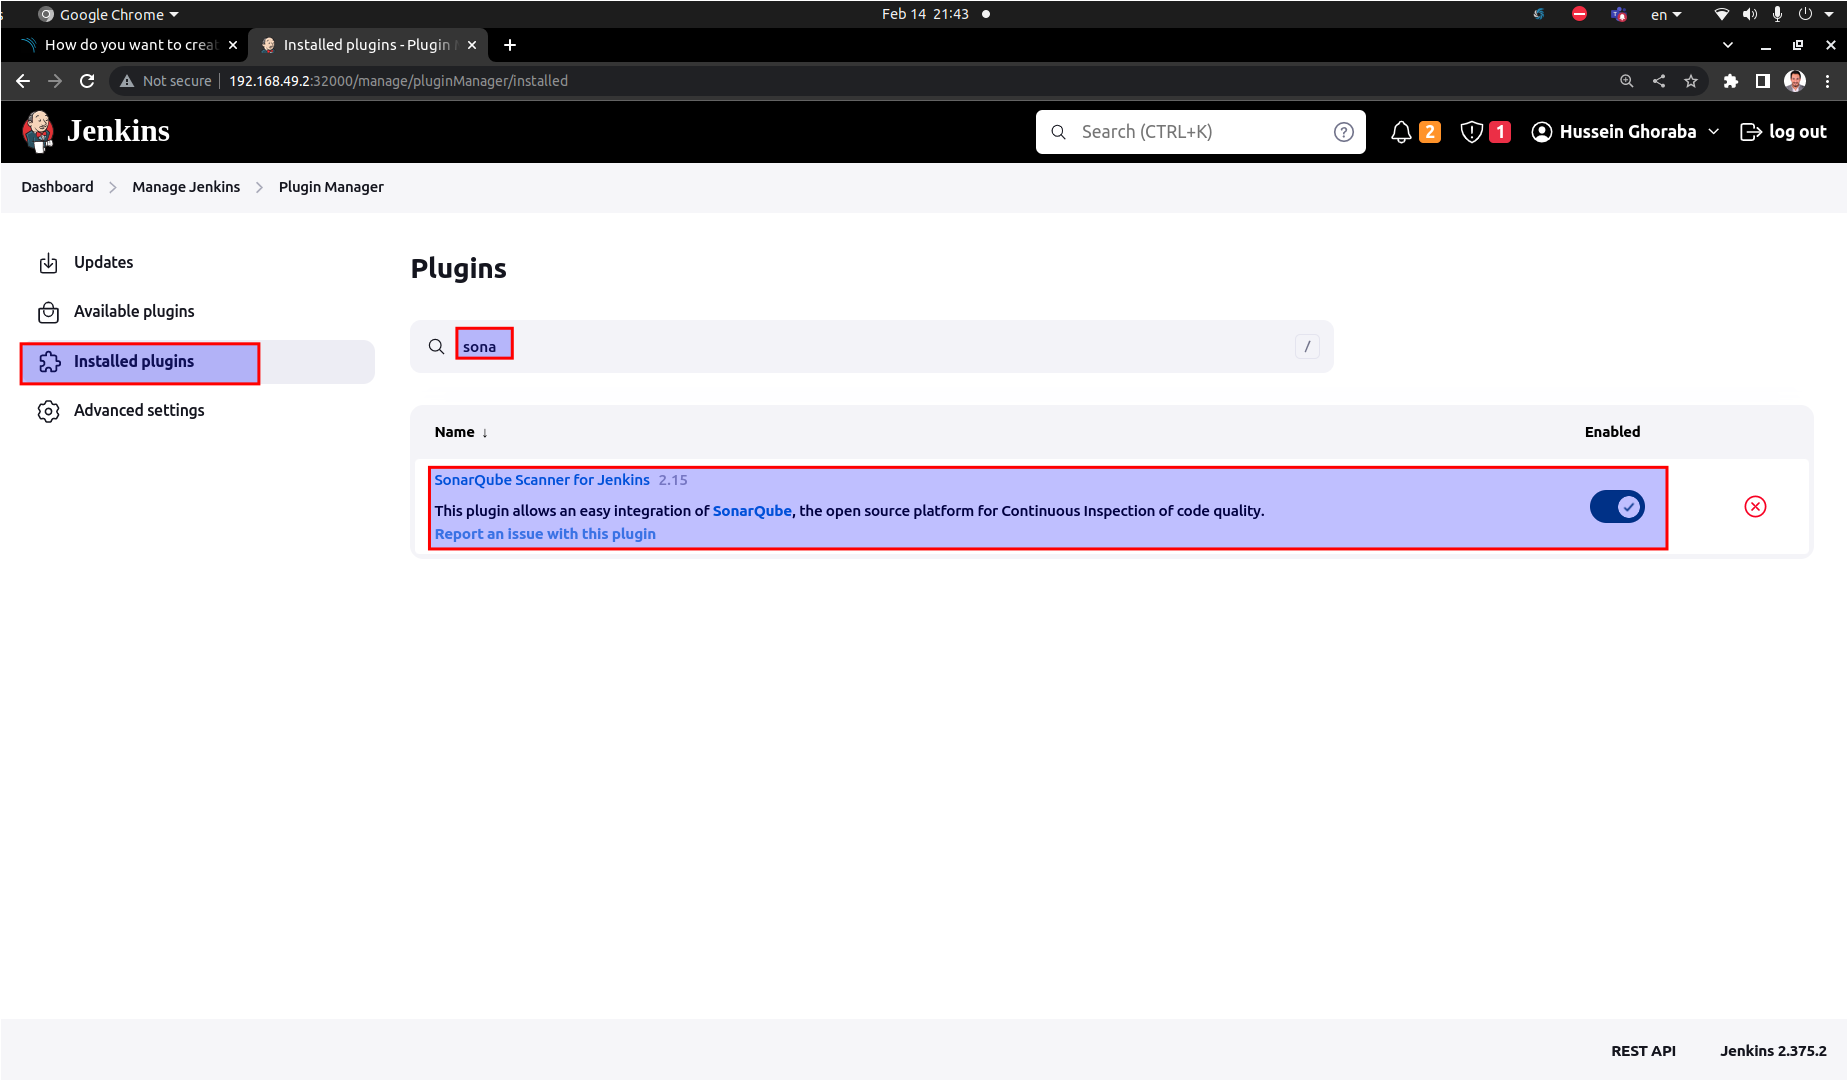 Google Chrome
Feb 14 21:43
en
How do you want to creat
Installed plugins - Plugin
Not secure
192.168.49.2:32000/manage/pluginManager/installed
Jenkins
Search (CTRL+K)
?
2
1
Hussein Ghoraba
log out
Dashboard
Manage Jenkins
Plugin Manager
Updates
Available plugins
Installed plugins
Advanced settings
Plugins
sona
/
Name ↓
Enabled
SonarQube Scanner for Jenkins 2.15
This plugin allows an easy integration of SonarQube, the open source platform for Continuous Inspection of code quality.
Report an issue with this plugin
REST API
Jenkins 2.375.2